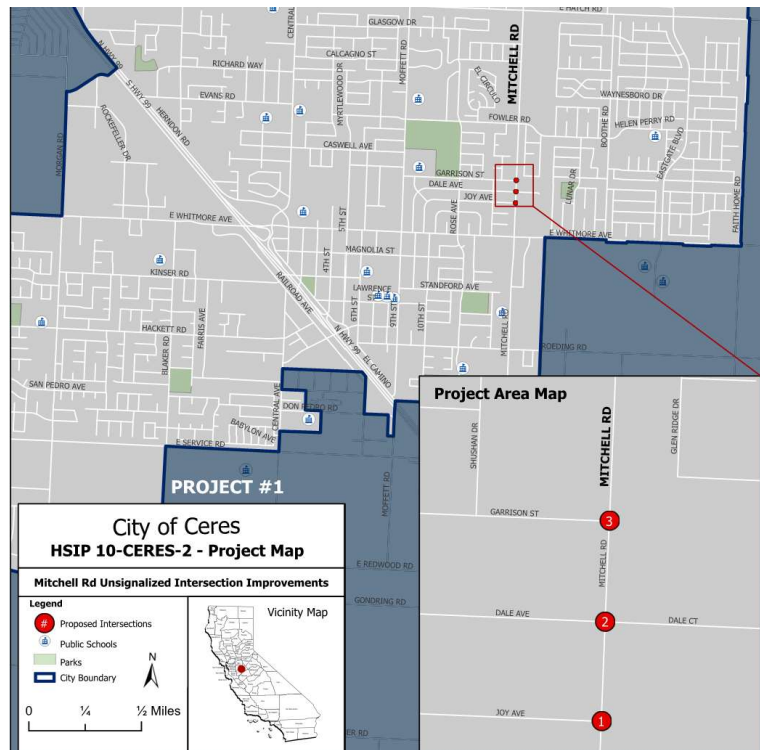 E HATCH RD
GLASGOW DR
N HWY 99
CENTRAL AVE
CALCAGNO ST
MOFFETT RD
MITCHELL RD
RICHARD WAY
S HWY 99
MYRTLEWOOD DR
EL CIRCULO
WAYNESBORO DR
EVANS RD
HERNDON RD
FOWLER RD
BOOTHE RD
HELEN PERRY RD
ROCKEFELLER DR
MORGAN RD
CASWELL AVE
EASTGATE BLVD
GARRISON ST
DALE AVE
JOY AVE
LUNAR DR
FAITH HOME RD
E WHITMORE AVE
5TH ST
ROSE AVE
E WHITMORE AVE
4TH ST
MAGNOLIA ST
KINSER RD
RAILROAD AVE
LAWRENCE ST
STANDFORD AVE
6TH ST
9TH ST
10TH ST
HACKETT RD
FARRIS AVE
N HWY 99
MITCHELL RD
ROEDING RD
BLAKER RD
EL CAMINO
SAN PEDRO AVE
CENTRAL AVE
DON PEDRO RD
BABYLON AVE
E SERVICE RD
MOFFETT RD
PROJECT #1
E REDWOOD RD
GONDRING RD
ER RD
Project Area Map
SHUSHAN DR
MITCHELL RD
GLEN RIDGE DR
GARRISON ST
3
MITCHELL RD
DALE AVE
2
DALE CT
JOY AVE
1
City of Ceres
HSIP 10-CERES-2 - Project Map
Mitchell Rd Unsignalized Intersection Improvements
Legend
# Proposed Intersections
Public Schools
Parks
City Boundary
N
0 ¼ ½ Miles
Vicinity Map